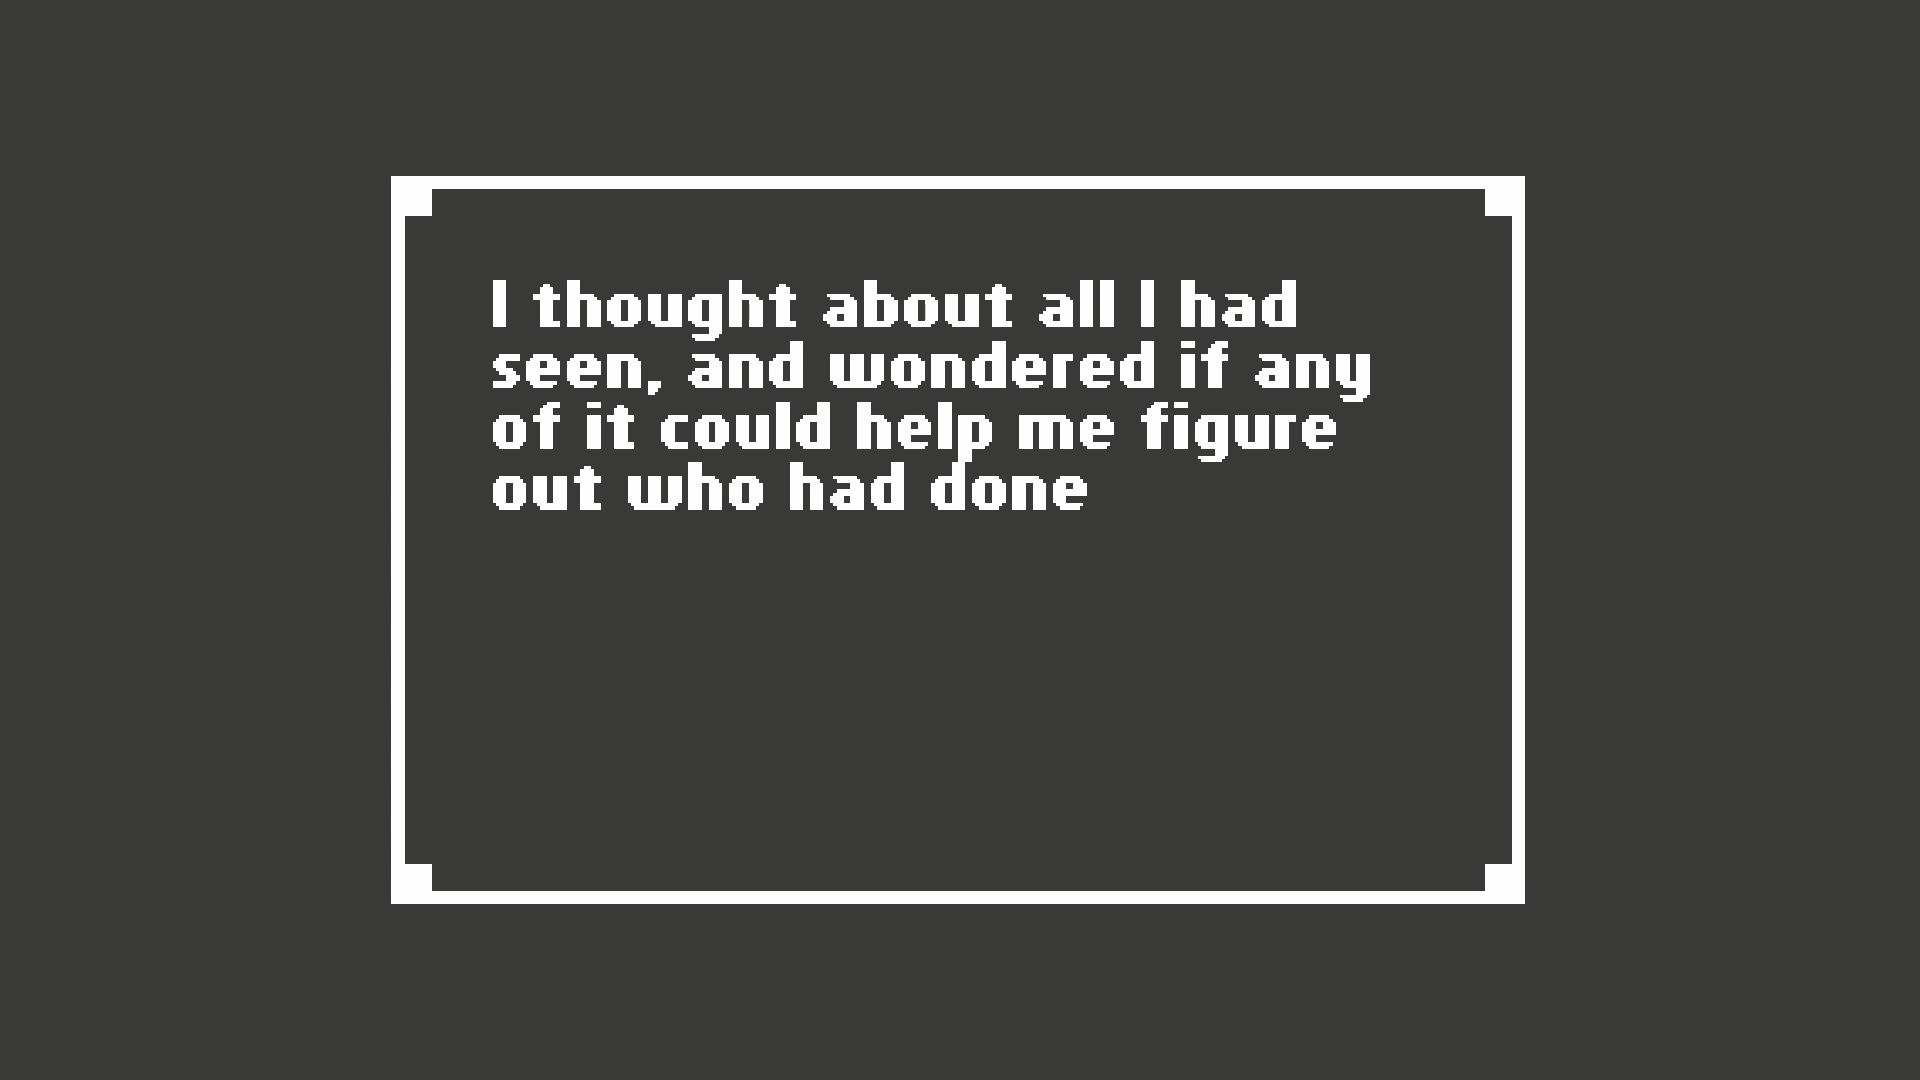 I thought about all I had
seen, and wondered if any
of it could help me figure
out who had done